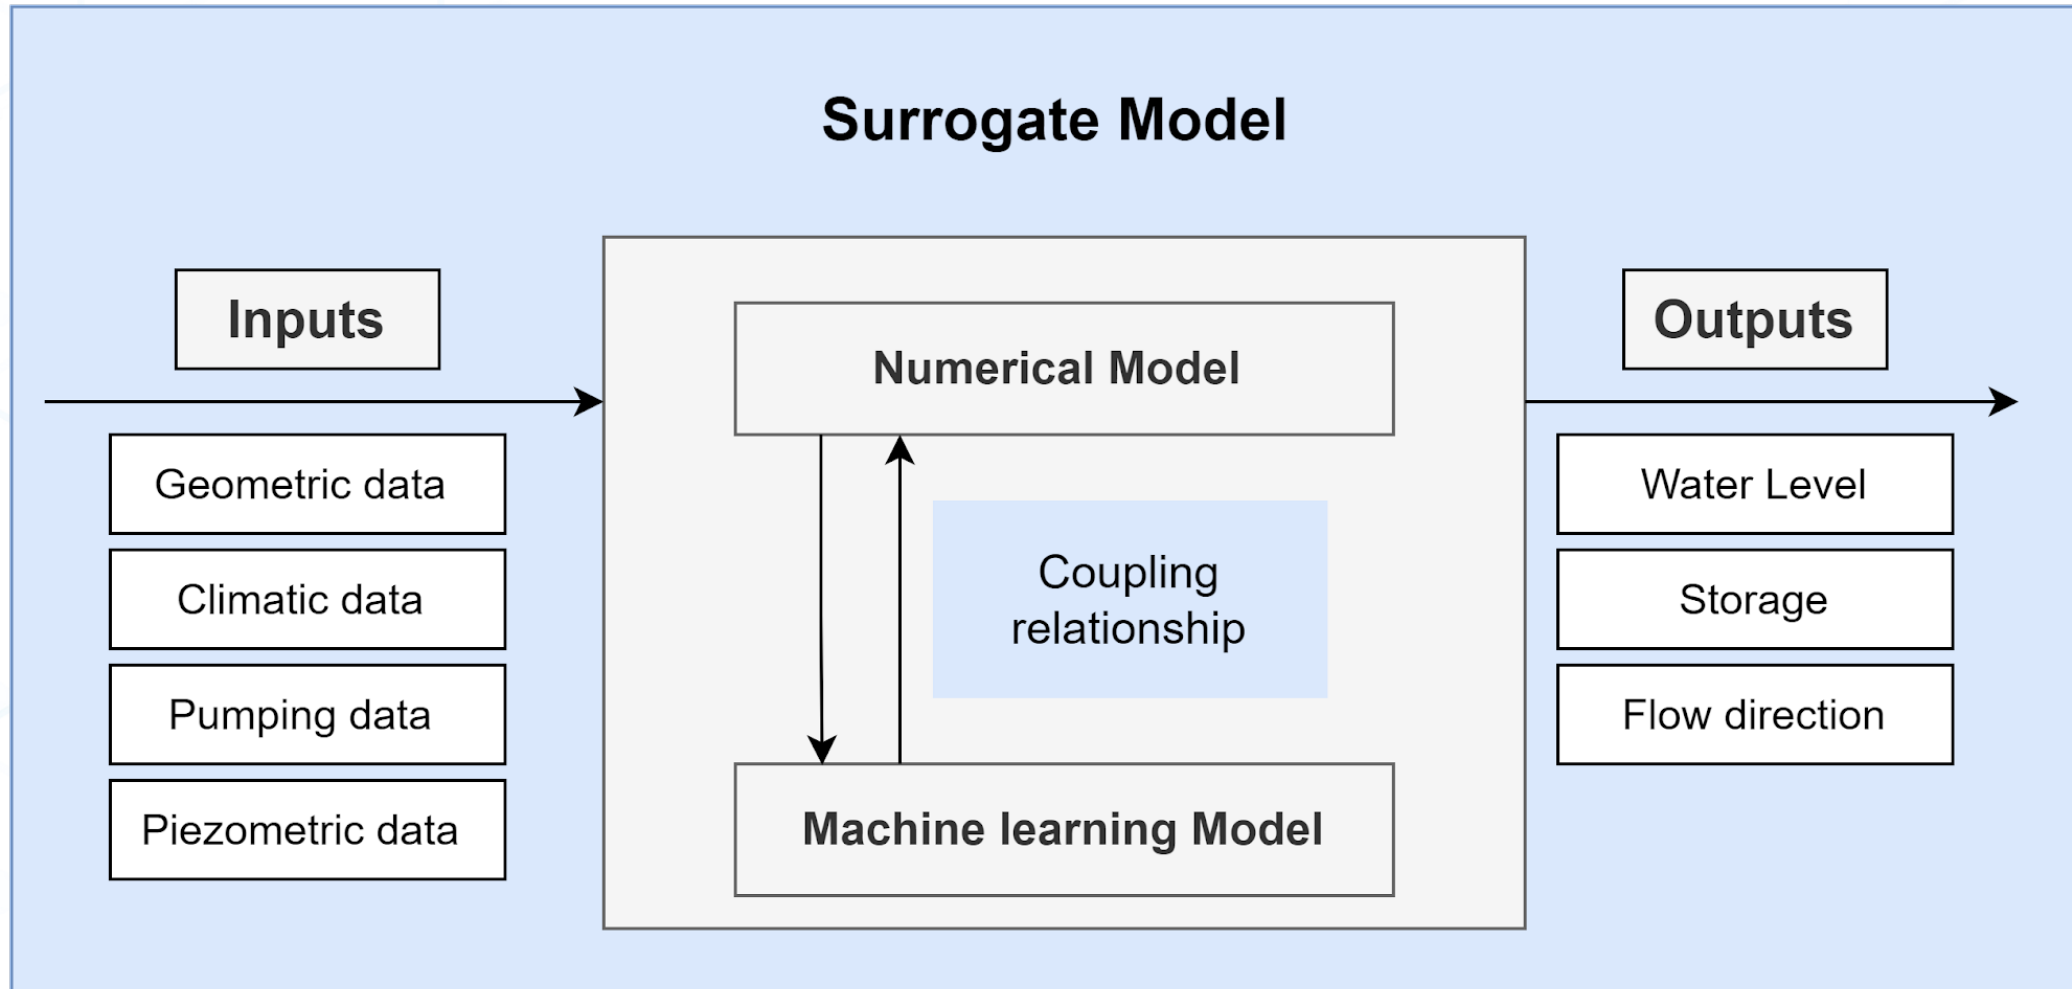 Surrogate Model
Inputs
Geometric data
Climatic data
Pumping data
Piezometric data
Numerical Model
Coupling
relationship
Machine learning Model
Outputs
Water Level
Storage
Flow direction